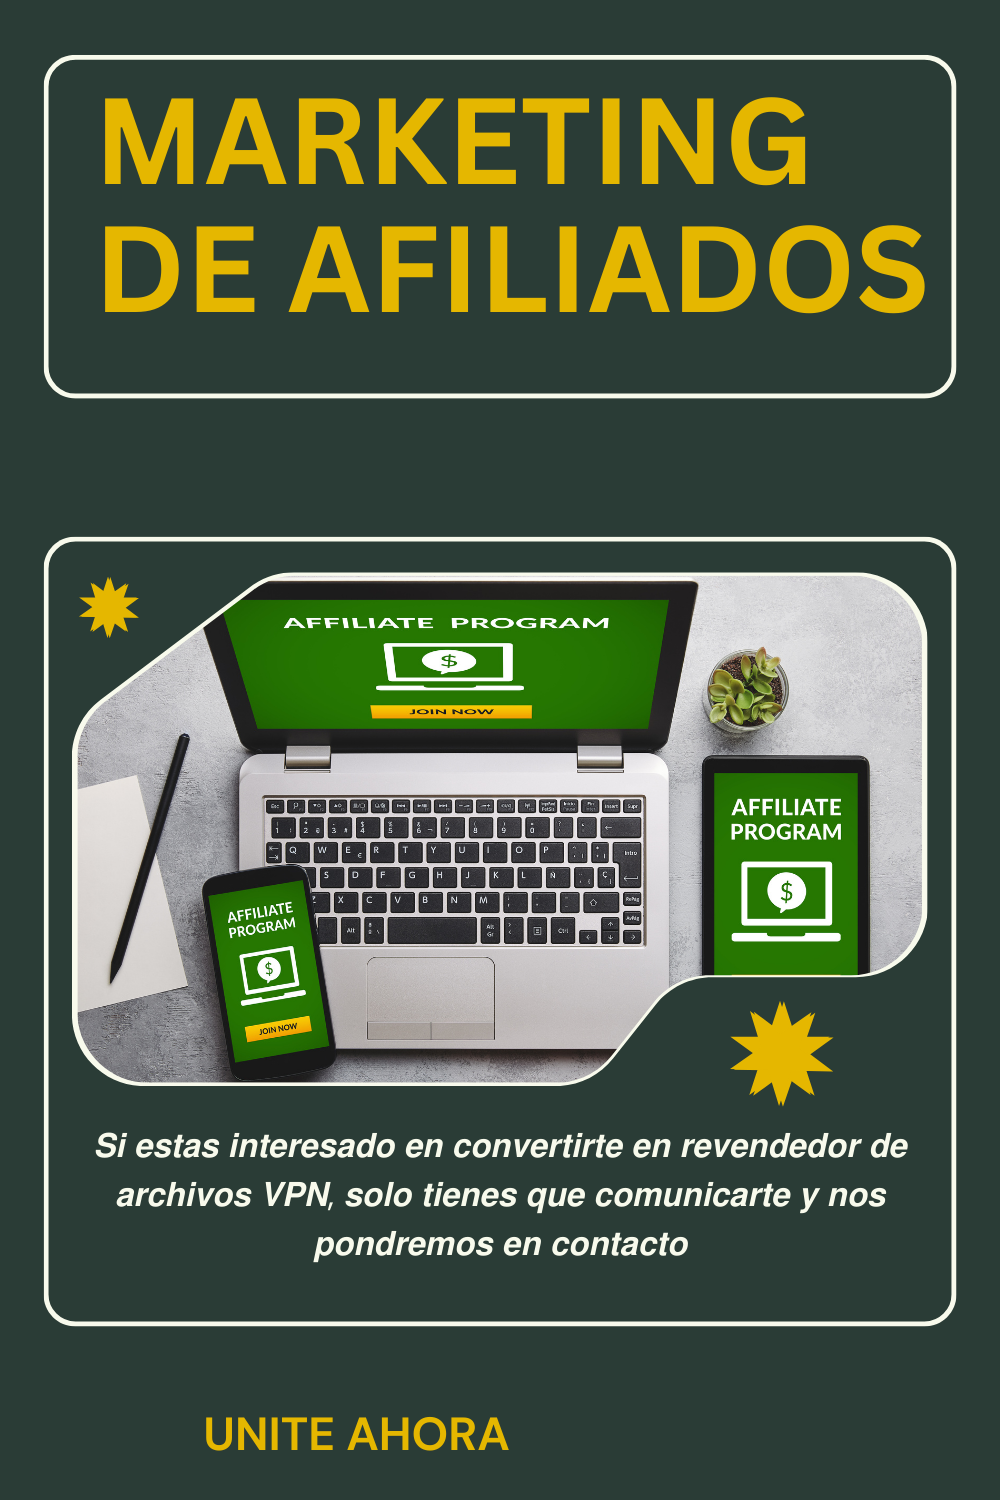 MARKETING
DE AFILIADOS
AFFILIATE PROGRAM
$
JOIN NOW
AFFILIATE
PROGRAM
$
AFFILIATE
PROGRAM
$
JOIN NOW
Si estas interesado en convertirte en revendedor de
archivos VPN, solo tienes que comunicarte y nos
pondremos en contacto
UNITE AHORA